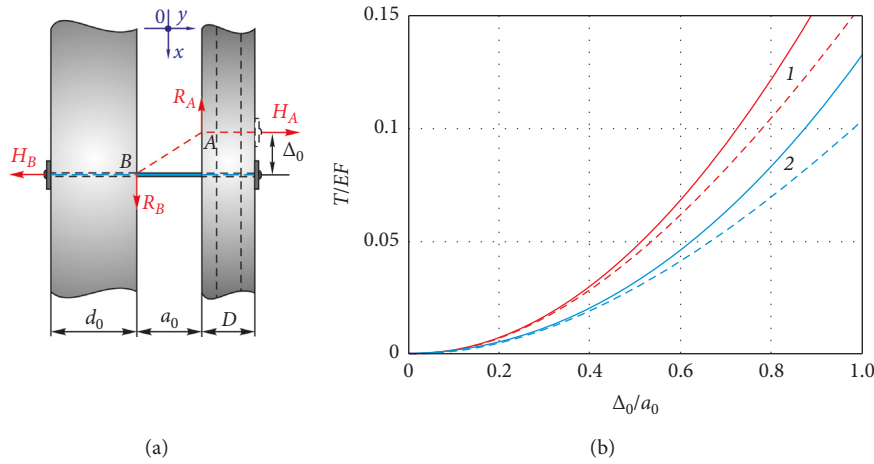 0 y
x
R_A
A
H_A
Δ_0
H_B
B
R_B
d_0
a_0
D
(a)
T/EF
0.15
0.1
0.05
0
1
2
0
0.2
0.4
0.6
0.8
1.0
Δ_0/a_0
(b)